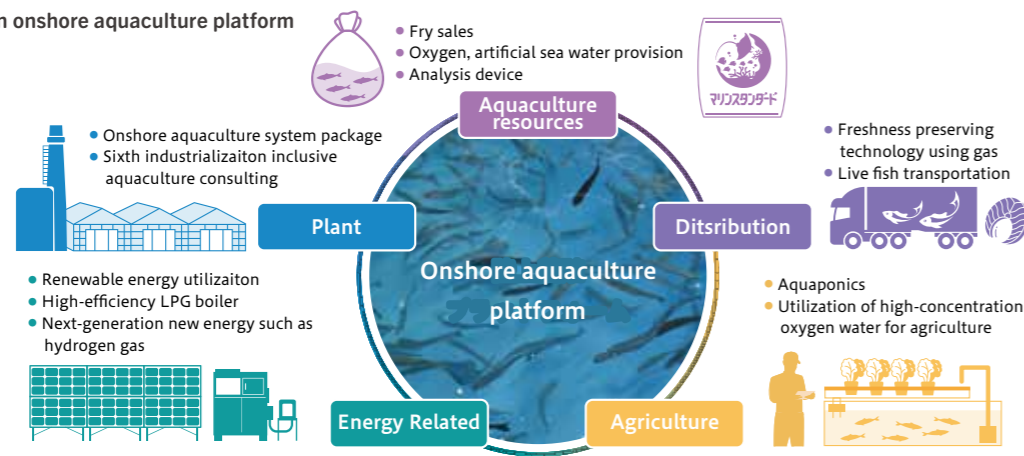 n onshore aquaculture platform
Fry sales
Oxygen, artificial sea water provision
Analysis device
マリンスタンダード
Aquaculture
resources
Onshore aquaculture system package
Sixth industrializaiton inclusive
aquaculture consulting
Plant
Freshness preserving
technology using gas
Live fish transportation
Ditsribution
Onshore aquaculture
platform
Renewable energy utilizaiton
High-efficiency LPG boiler
Next-generation new energy such as
hydrogen gas
Energy Related
Aquaponics
Utilization of high-concentration
oxygen water for agriculture
Agriculture